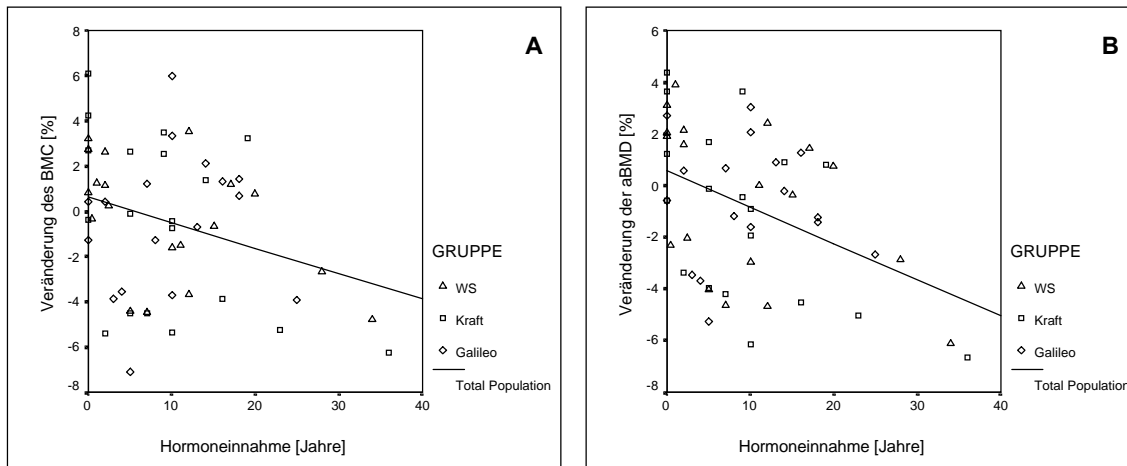 A
Veränderung des BMC [%]
8
6
4
2
0
-2
-4
-6
-8
0
10
20
30
40
Hormoneinnahme [Jahre]
GRUPPE
WS
Kraft
Galileo
Total Population
B
Veränderung der aBMD [%]
6
4
2
0
-2
-4
-6
-8
0
10
20
30
40
Hormoneinnahme [Jahre]
GRUPPE
WS
Kraft
Galileo
Total Population